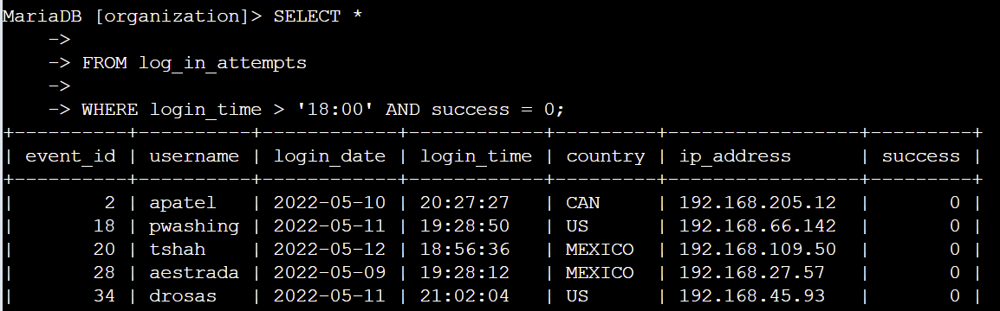 MariaDB [organization]> SELECT *
    ->
    -> FROM log_in_attempts
    ->
    -> WHERE login_time > '18:00' AND success = 0;
+----------+----------+------------+------------+---------+-----------------+---------+
| event_id | username | login_date | login_time | country | ip_address      | success |
+----------+----------+------------+------------+---------+-----------------+---------+
|        2 | apatel   | 2022-05-10 | 20:27:27   | CAN     | 192.168.205.12  |       0 |
|       18 | pwashing | 2022-05-11 | 19:28:50   | US      | 192.168.66.142  |       0 |
|       20 | tshah    | 2022-05-12 | 18:56:36   | MEXICO  | 192.168.109.50  |       0 |
|       28 | aestrada | 2022-05-09 | 19:28:12   | MEXICO  | 192.168.27.57   |       0 |
|       34 | drosas   | 2022-05-11 | 21:02:04   | US      | 192.168.45.93   |       0 |